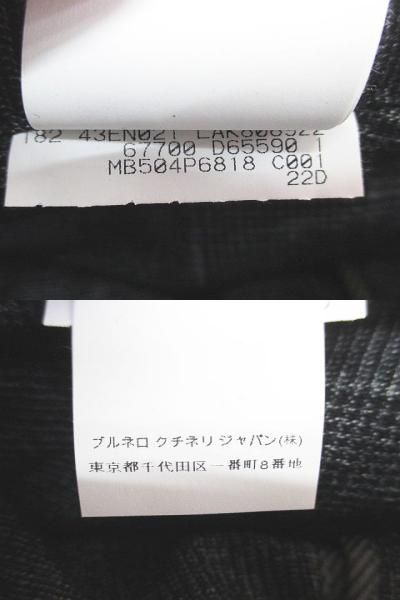 182 43EN021 LAK808522
67700 D65590 1
MB504P6818 C001
22D
ブルネロ クチネリ ジャパン(株)
東京都千代田区一番町8番地